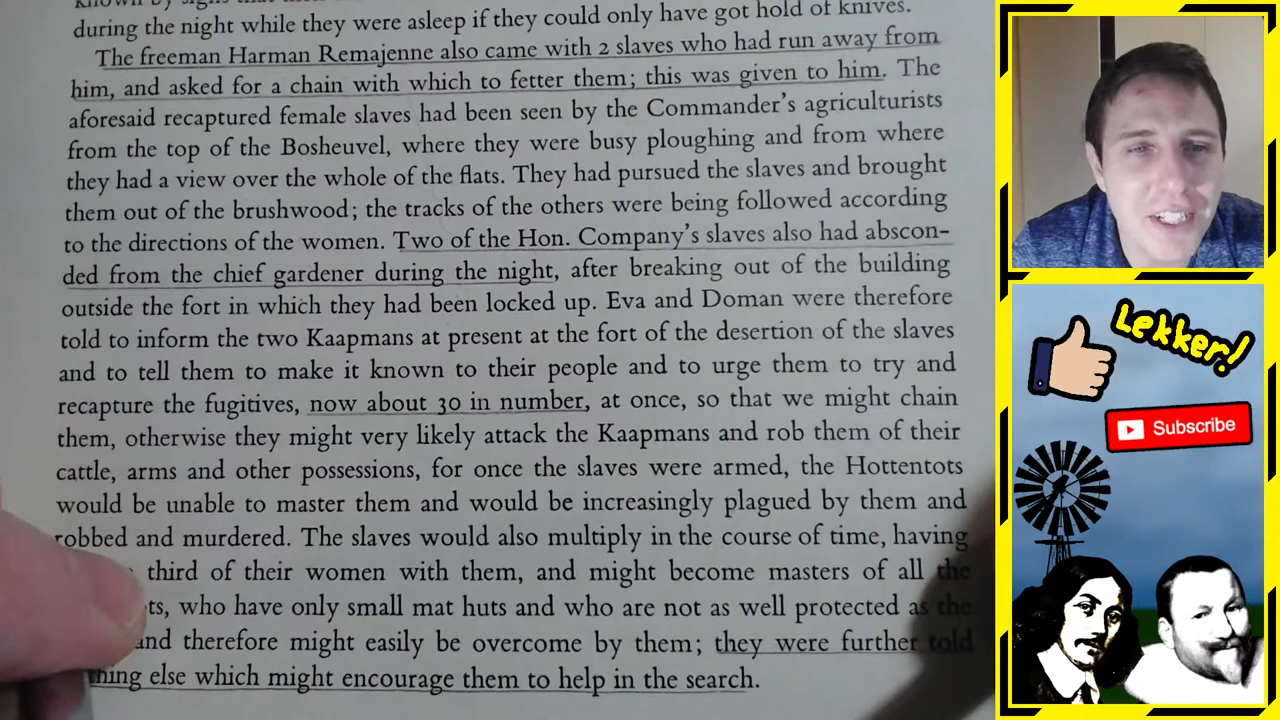 during the night while they were asleep if they could only have got hold of knives.
The freeman Harman Remajenne also came with 2 slaves who had run away from
him, and asked for a chain with which to fetter them; this was given to him. The
aforesaid recaptured female slaves had been seen by the Commander's agriculturists
from the top of the Bosheuvel, where they were busy ploughing and from where
they had a view over the whole of the flats. They had pursued the slaves and brought
them out of the brushwood; the tracks of the others were being followed according
to the directions of the women. Two of the Hon. Company's slaves also had abscon-
ded from the chief gardener during the night, after breaking out of the building
outside the fort in which they had been locked up. Eva and Doman were therefore
told to inform the two Kaapmans at present at the fort of the desertion of the slaves
and to tell them to make it known to their people and to urge them to try and
recapture the fugitives, now about 30 in number, at once, so that we might chain
them, otherwise they might very likely attack the Kaapmans and rob them of their
cattle, arms and other possessions, for once the slaves were armed, the Hottentots
would be unable to master them and would be increasingly plagued by them and
robbed and murdered. The slaves would also multiply in the course of time, having
third of their women with them, and might become masters of all the
ts, who have only small mat huts and who are not as well protected as the
and therefore might easily be overcome by them; they were further told
thing else which might encourage them to help in the search.
Lekker!
Subscribe